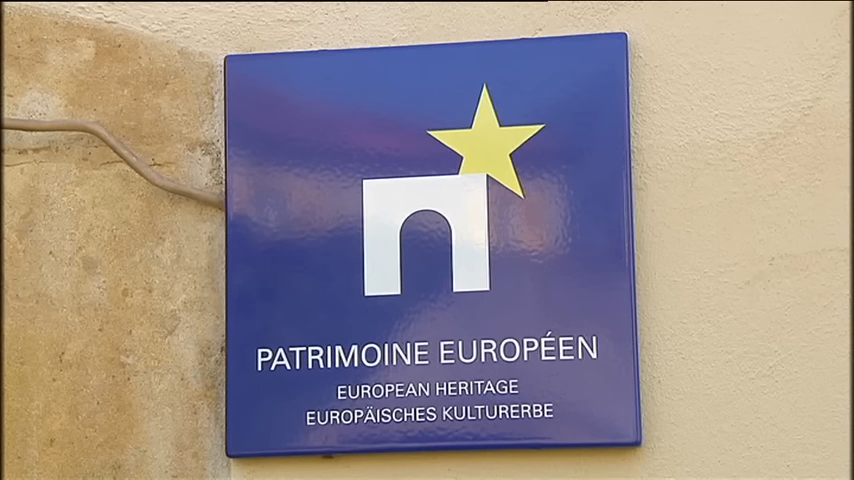 PATRIMOINE EUROPÉEN
EUROPEAN HERITAGE
EUROPÄISCHES KULTURERBE